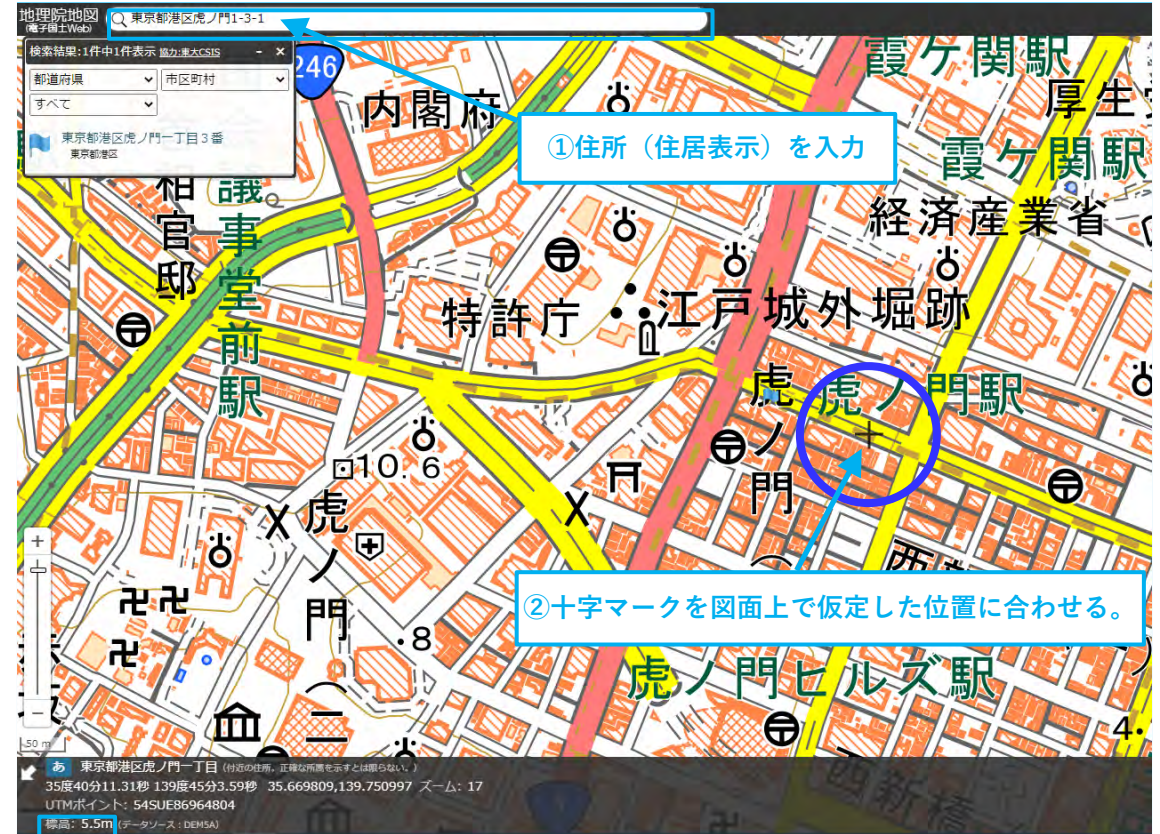 地理院地図
(電子国土Web)
東京都港区虎ノ門1-3-1
検索結果:1件中1件表示 協力:東大CSIS - ×
都道府県 市区町村
すべて
東京都港区虎ノ門一丁目3番
東京都港区
246
内閣府
霞ケ関駅
厚生
①住所（住居表示）を入力
霞ケ関駅
経済産業省
相官邸
議事堂前駅
特許庁
江戸城外堀跡
虎ノ門
虎ノ門駅
10.6
虎ノ門(二
②十字マークを図面上で仮定した位置に合わせる。
・8
虎ノ門ヒルズ駅
4.
+
-
50 m
あ 東京都港区虎ノ門一丁目 (付近の住所。正確な所属を示すとは限らない。)
35度40分11.31秒 139度45分3.59秒 35.669809,139.750997 ズーム: 17
UTMポイント: 54SUE86964804
標高: 5.5m (データソース：DEM5A)
西新橋